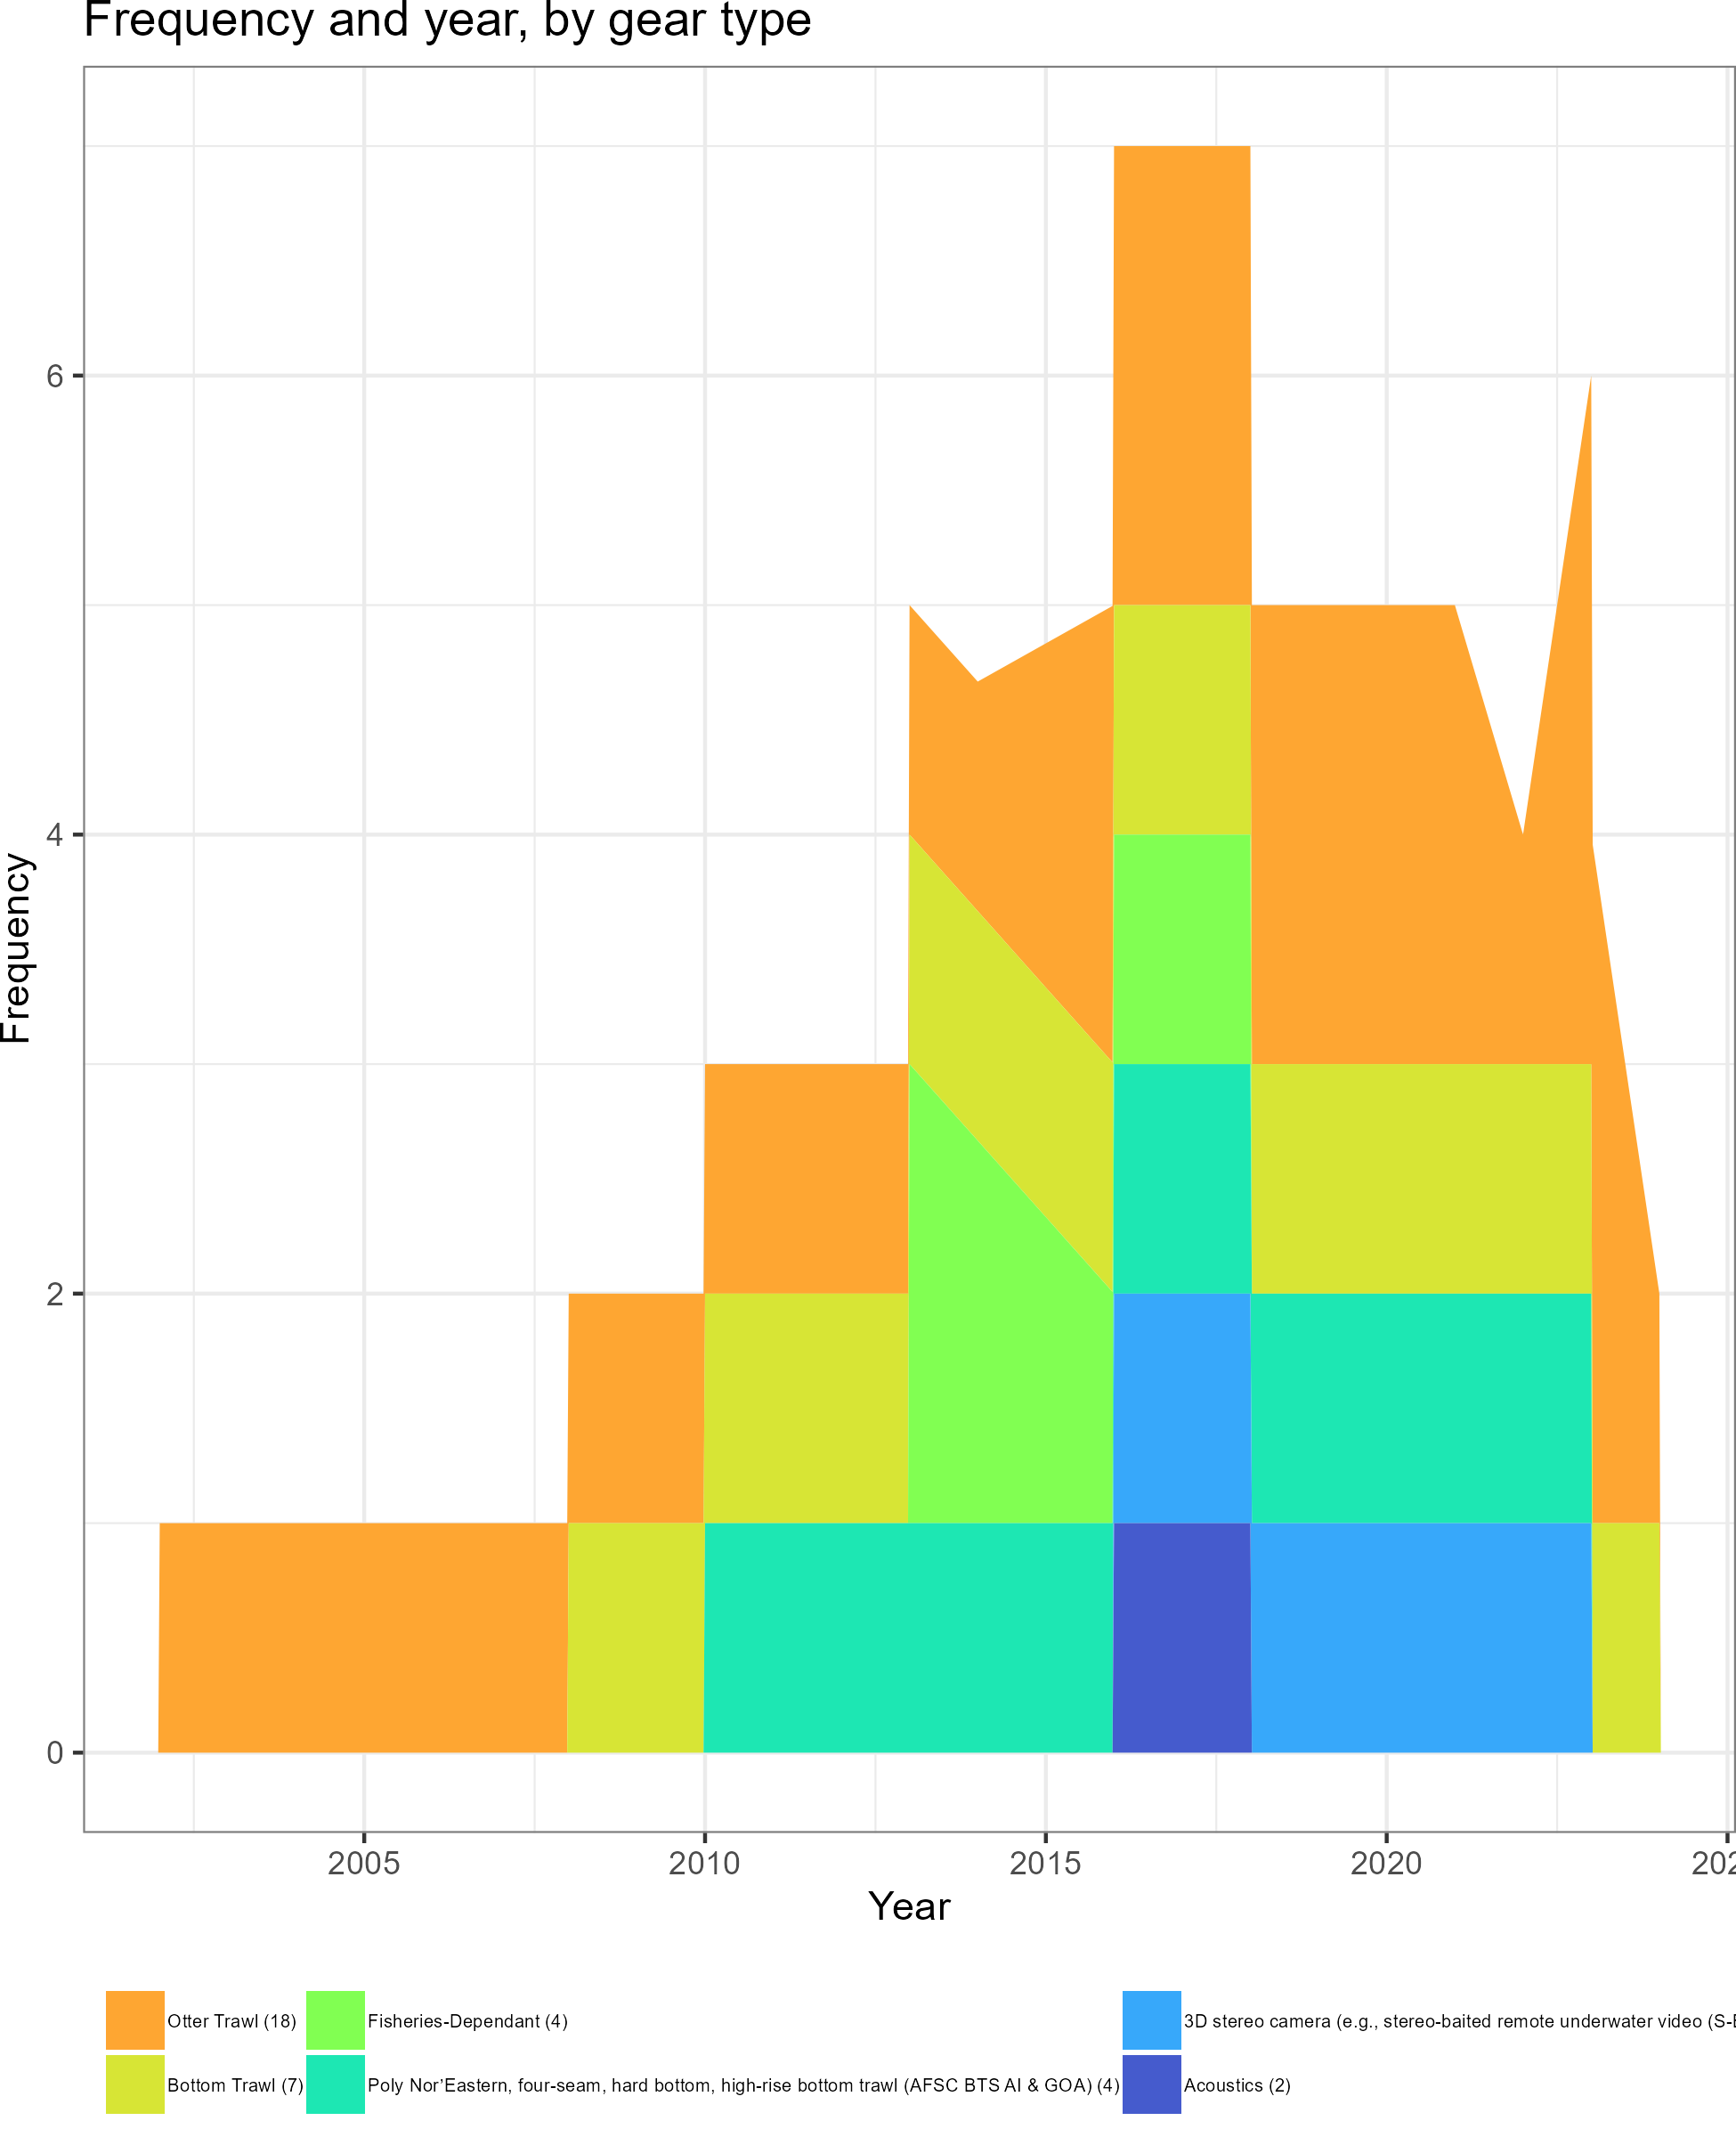 Frequency and year, by gear type
Frequency
6
4
2
0
2005 2010 2015 2020
Year
Otter Trawl (18) Fisheries-Dependant (4) 3D stereo camera (e.g., stereo-baited remote underwater video
Bottom Trawl (7) Poly Nor'Eastern, four-seam, hard bottom, high-rise bottom trawl (AFSC BTS AI & GOA) (4) Acoustics (2)